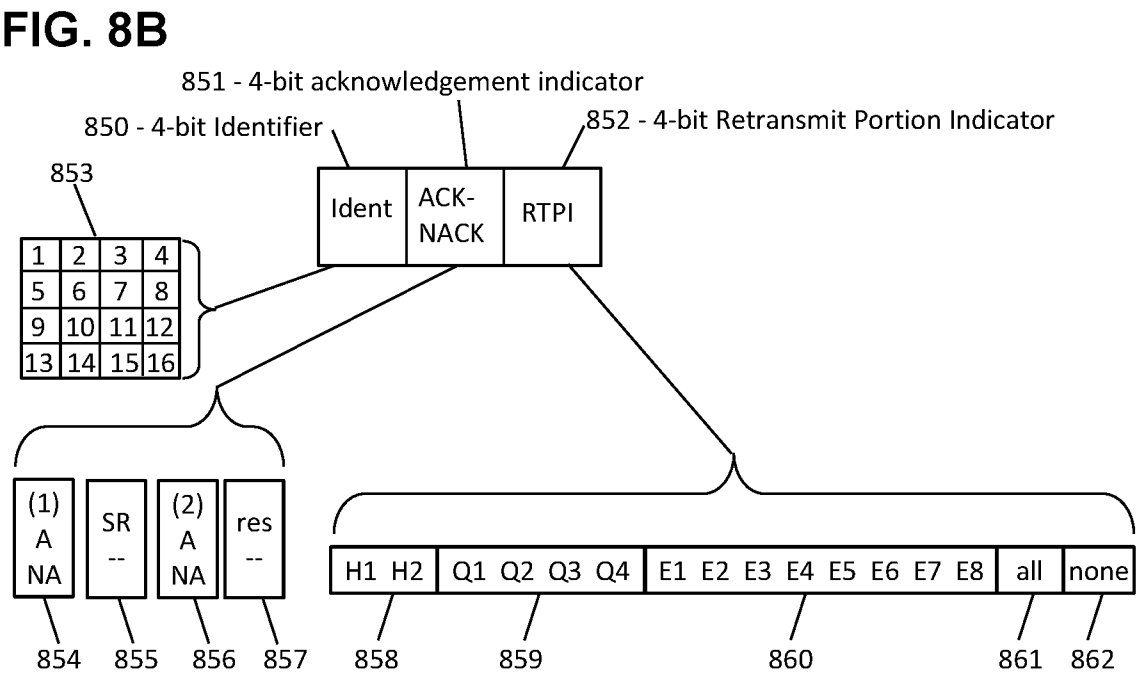 FIG. 8B
851 - 4-bit acknowledgement indicator
850 - 4-bit Identifier
852 - 4-bit Retransmit Portion Indicator
853
Ident
ACK-
NACK
RTPI
1 2 3 4
5 6 7 8
9 10 11 12
13 14 15 16
(1)
A
NA
SR
--
(2)
A
NA
res
--
H1 H2 Q1 Q2 Q3 Q4 E1 E2 E3 E4 E5 E6 E7 E8 all none
854 855 856 857 858 859 860 861 862